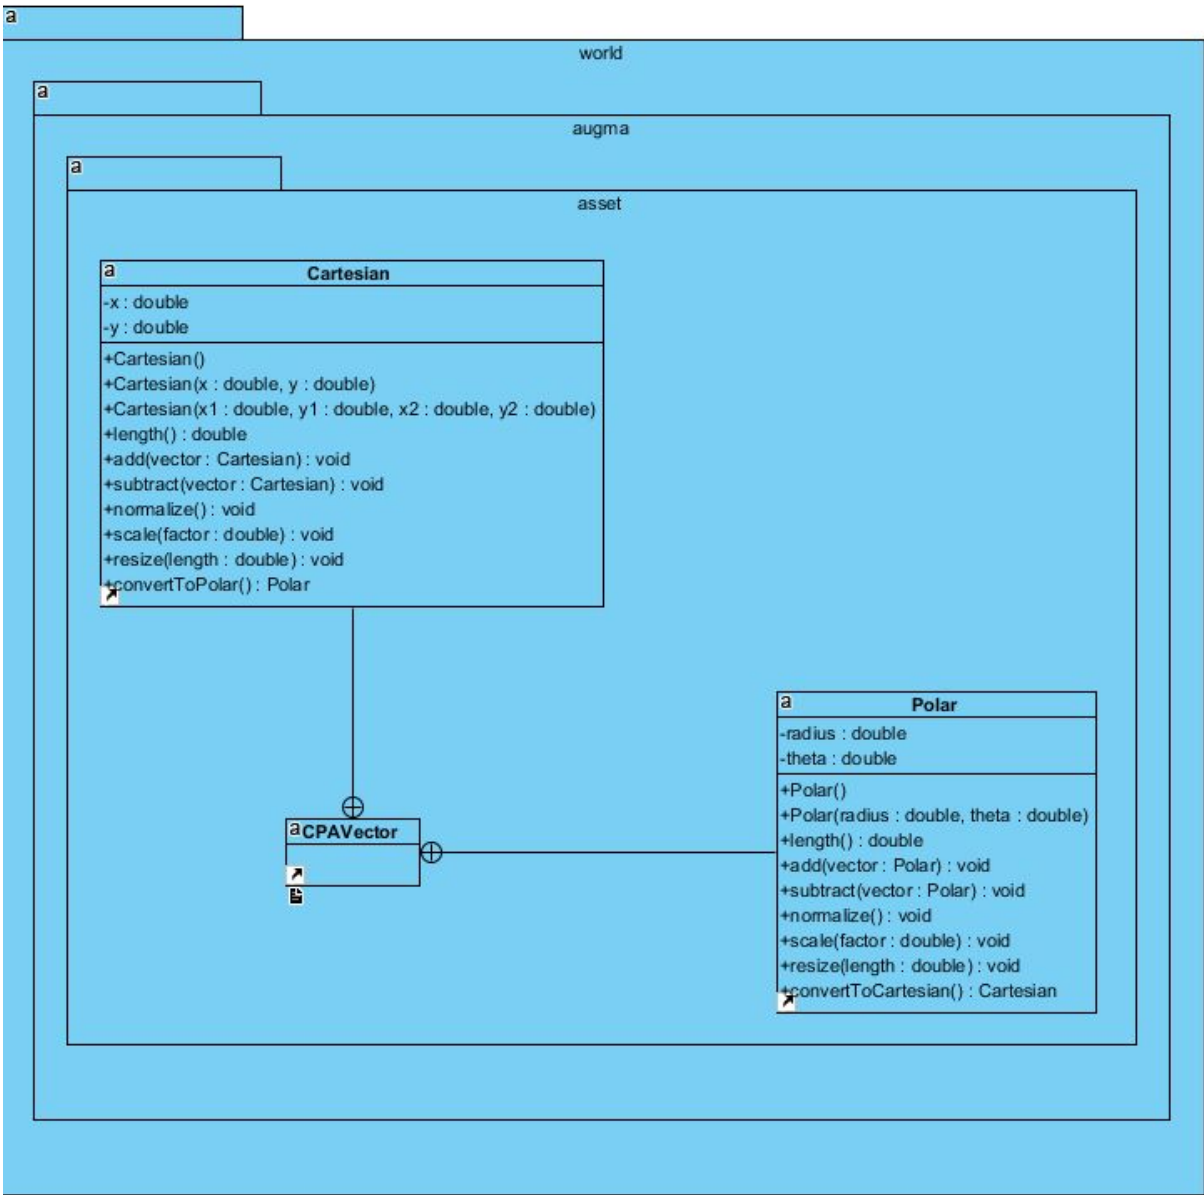 a
world
a
augma
a
asset
a
Cartesian
-x : double
-y : double
+Cartesian()
+Cartesian(x : double, y : double)
+Cartesian(x1 : double, y1 : double, x2 : double, y2 : double)
+length() : double
+add(vector : Cartesian) : void
+subtract(vector : Cartesian) : void
+normalize() : void
+scale(factor : double) : void
+resize(length : double) : void
+convertToPolar() : Polar
a
CPAVector
a
Polar
-radius : double
-theta : double
+Polar()
+Polar(radius : double, theta : double)
+length() : double
+add(vector : Polar) : void
+subtract(vector : Polar) : void
+normalize() : void
+scale(factor : double) : void
+resize(length : double) : void
+convertToCartesian() : Cartesian